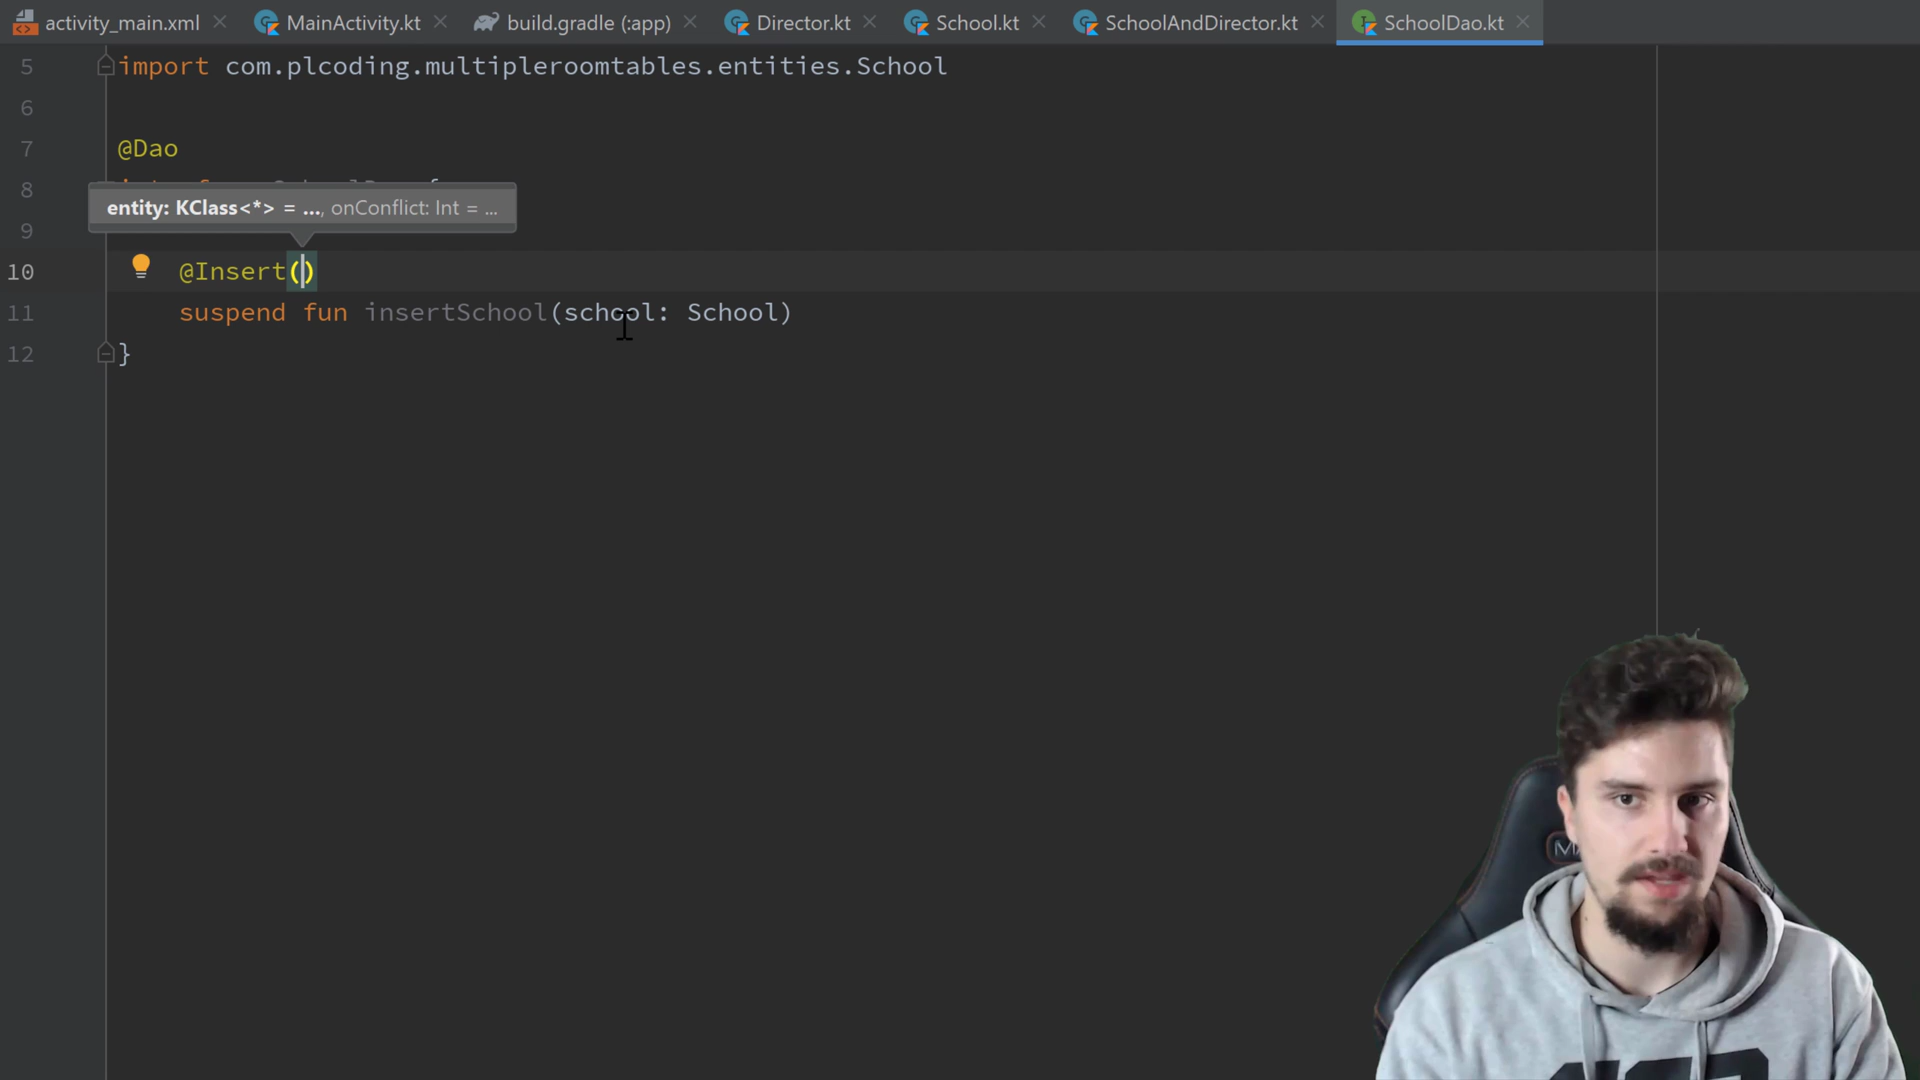 activity_main.xml MainActivity.kt build.gradle (:app) Director.kt School.kt SchoolAndDirector.kt SchoolDao.kt
5 import com.plcoding.multipleroomtables.entities.School
6
7 @Dao
8
entity: KClass<*> = ..., onConflict: Int = ...
9
10 @Insert()
11 suspend fun insertSchool(school: School)
12 }